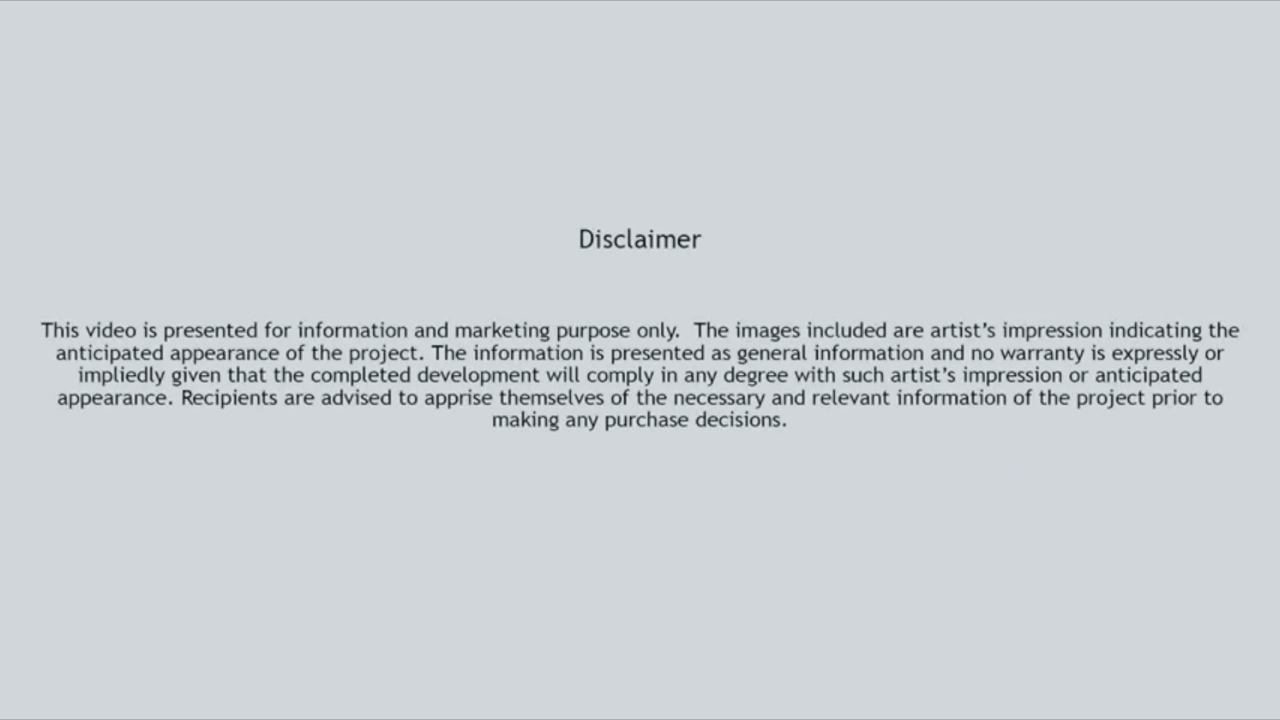 Disclaimer
This video is presented for information and marketing purpose only.  The images included are artist’s impression indicating the
anticipated appearance of the project. The information is presented as general information and no warranty is expressly or
impliedly given that the completed development will comply in any degree with such artist’s impression or anticipated
appearance. Recipients are advised to apprise themselves of the necessary and relevant information of the project prior to
making any purchase decisions.